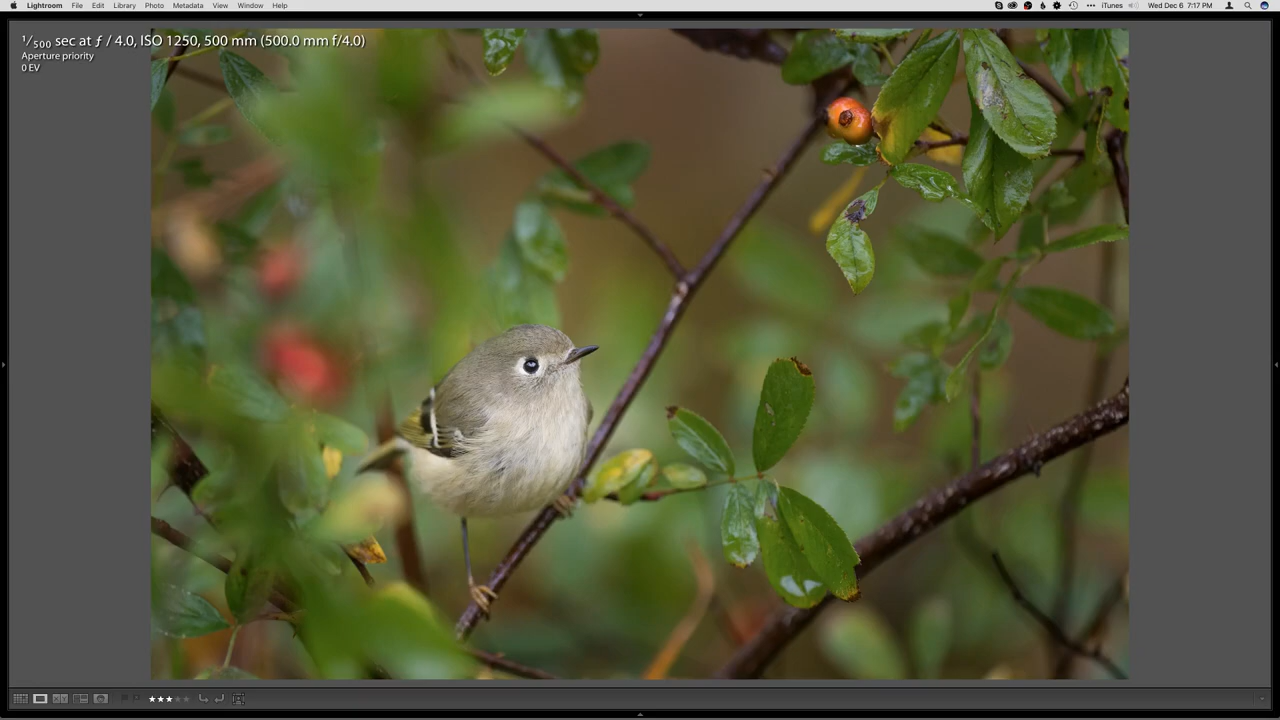 Lightroom File Edit Library Photo Metadata View Window Help iTunes Wed Dec 6 7:17 PM
1/500 sec at ƒ / 4.0, ISO 1250, 500 mm (500.0 mm f/4.0)
Aperture priority
0 EV